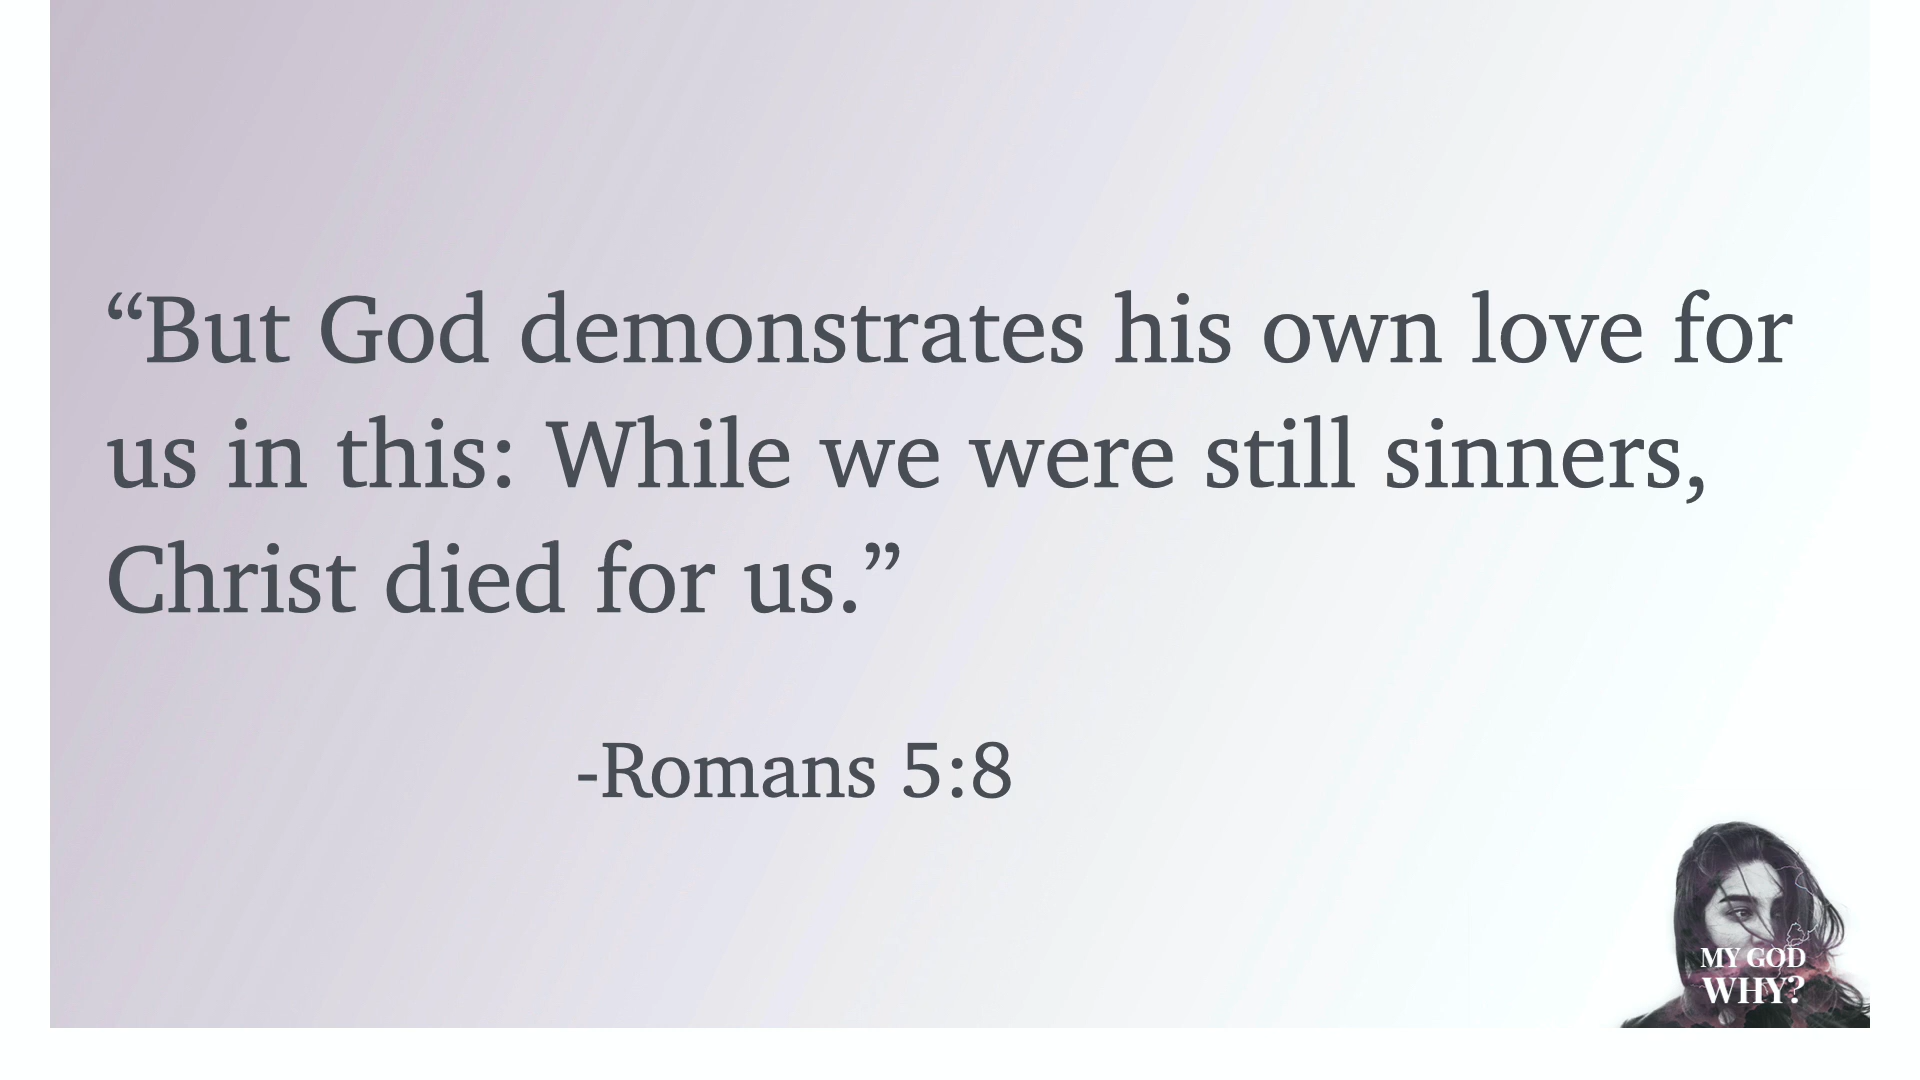 “But God demonstrates his own love for
us in this: While we were still sinners,
Christ died for us.”
-Romans 5:8
MY GOD
WHY?